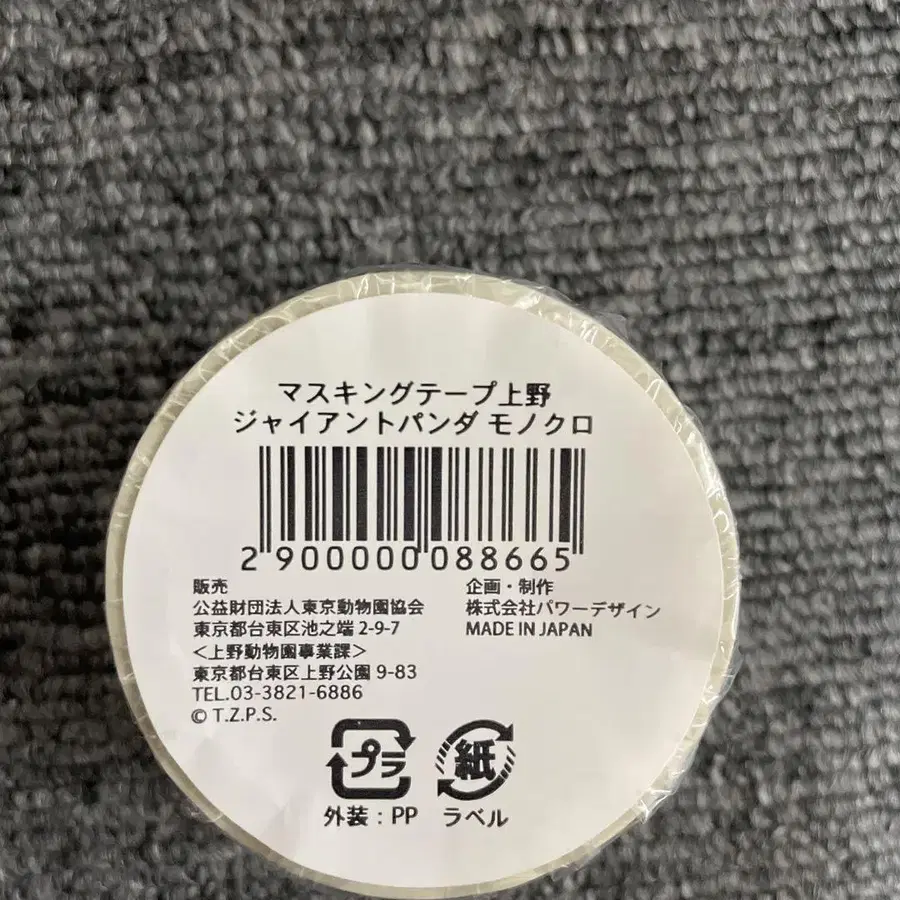 マスキングテープ上野
ジャイアントパンダ モノクロ
2 900000 088665
販売
公益財団法人東京動物園協会
東京都台東区池之端 2-9-7
＜上野動物園事業課＞
東京都台東区上野公園 9-83
TEL.03-3821-6886
© T.Z.P.S.
企画・制作
株式会社パワーデザイン
MADE IN JAPAN
プラ
外装：PP
紙
ラベル